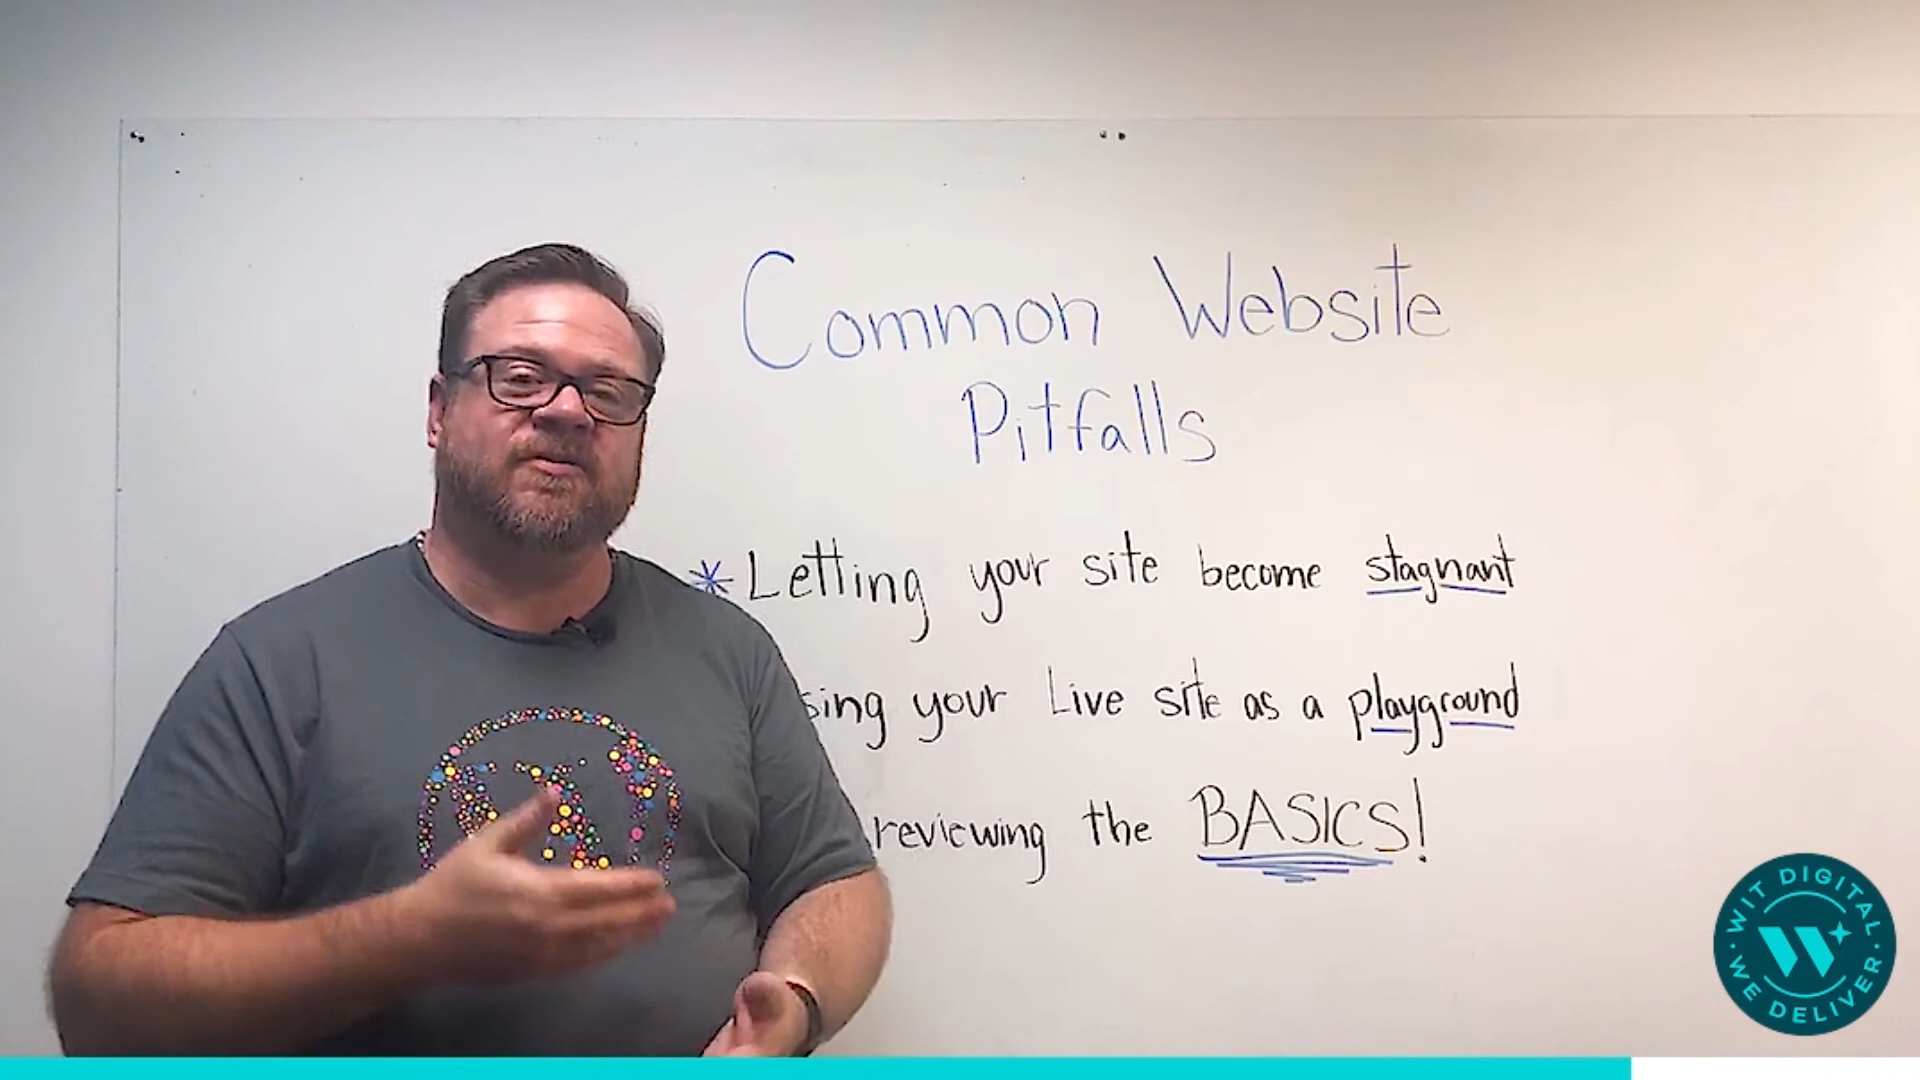 Common Website
Pitfalls
* Letting your site become stagnant
sing your Live site as a playground
reviewing the BASICS!
WIT DIGITAL
W
WE DELIVER